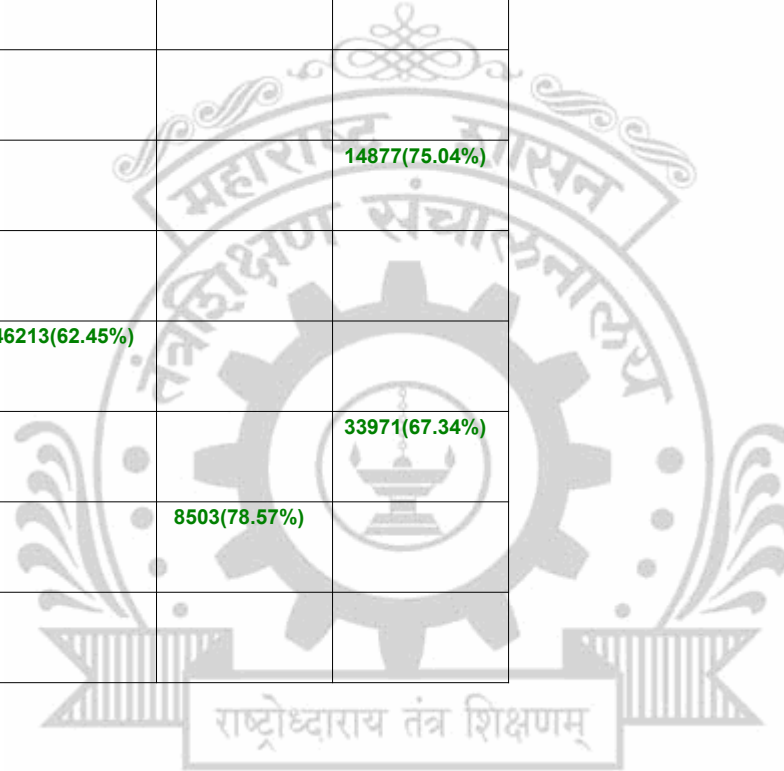 महाराष्ट्र शासन
14877(75.04%)
तंत्रशिक्षण संचालनालय
46213(62.45%)
33971(67.34%)
8503(78.57%)
राष्ट्रोध्दाराय तंत्र शिक्षणम्